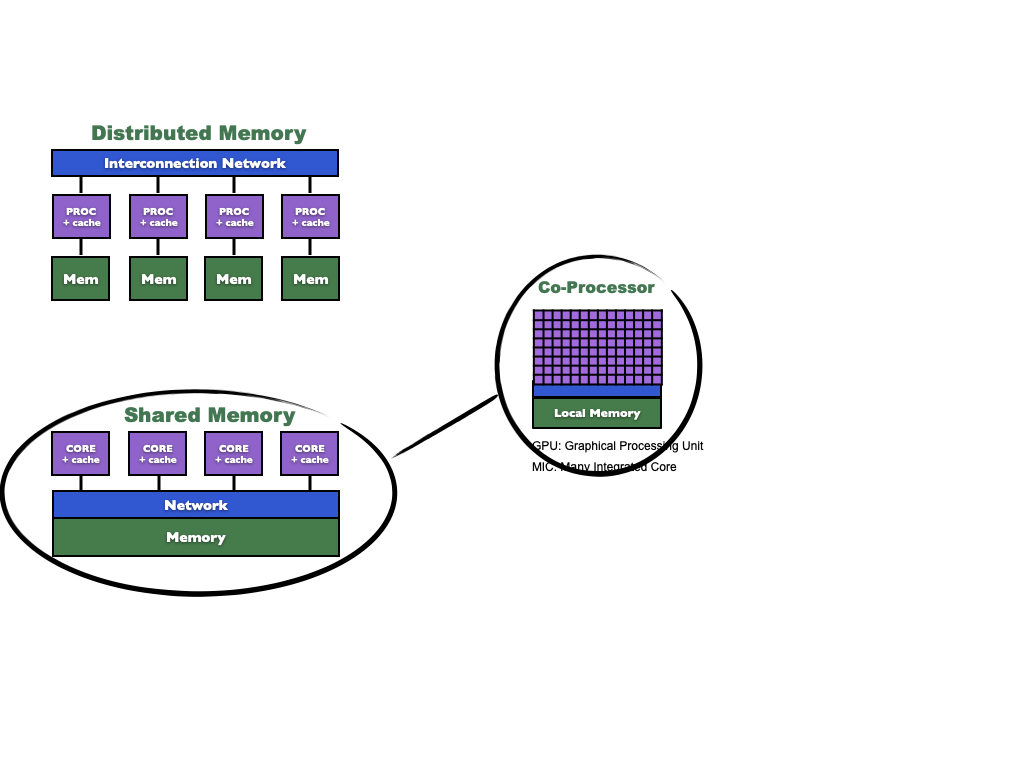 Distributed Memory
Interconnection Network
PROC PROC PROC PROC
+ cache + cache + cache + cache
Mem Mem Mem Mem
Co-Processor
Local Memory
GPU: Graphical Processing Unit
MIC: Many Integrated Core
Shared Memory
CORE CORE CORE CORE
+ cache + cache + cache + cache
Network
Memory